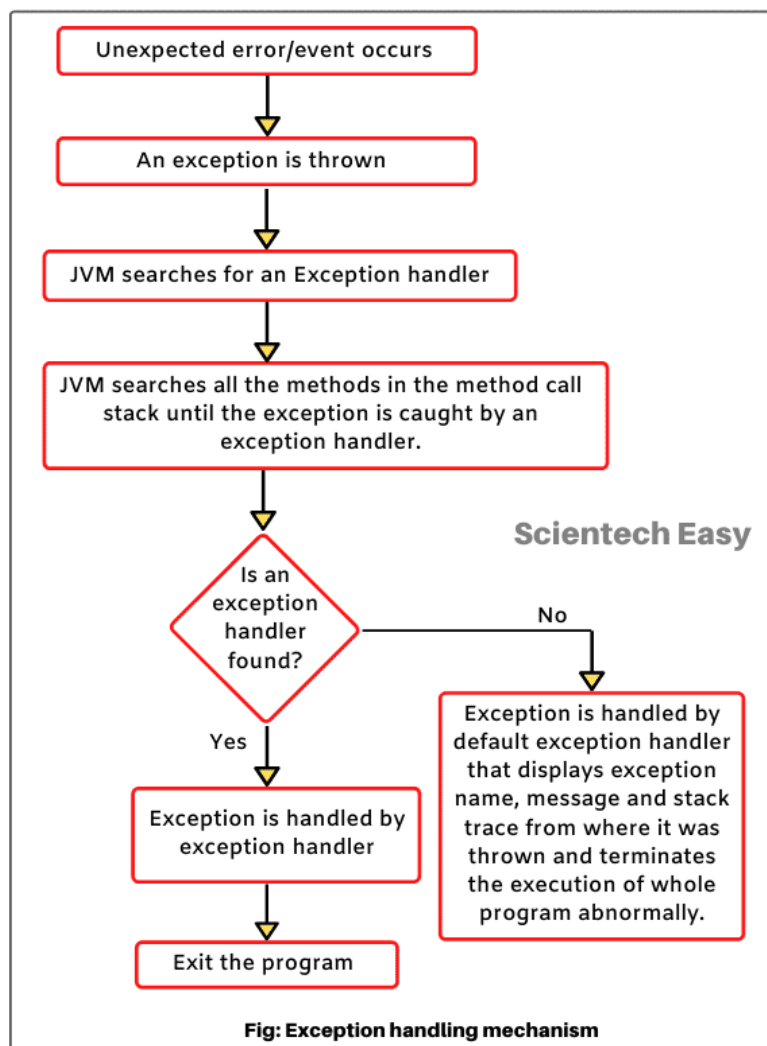 Unexpected error/event occurs
An exception is thrown
JVM searches for an Exception handler
JVM searches all the methods in the method call
stack until the exception is caught by an
exception handler.
Scientech Easy
Is an
exception
handler
found?
No
Yes
Exception is handled by
default exception handler
that displays exception
name, message and stack
trace from where it was
thrown and terminates
the execution of whole
program abnormally.
Exception is handled by
exception handler
Exit the program
Fig: Exception handling mechanism